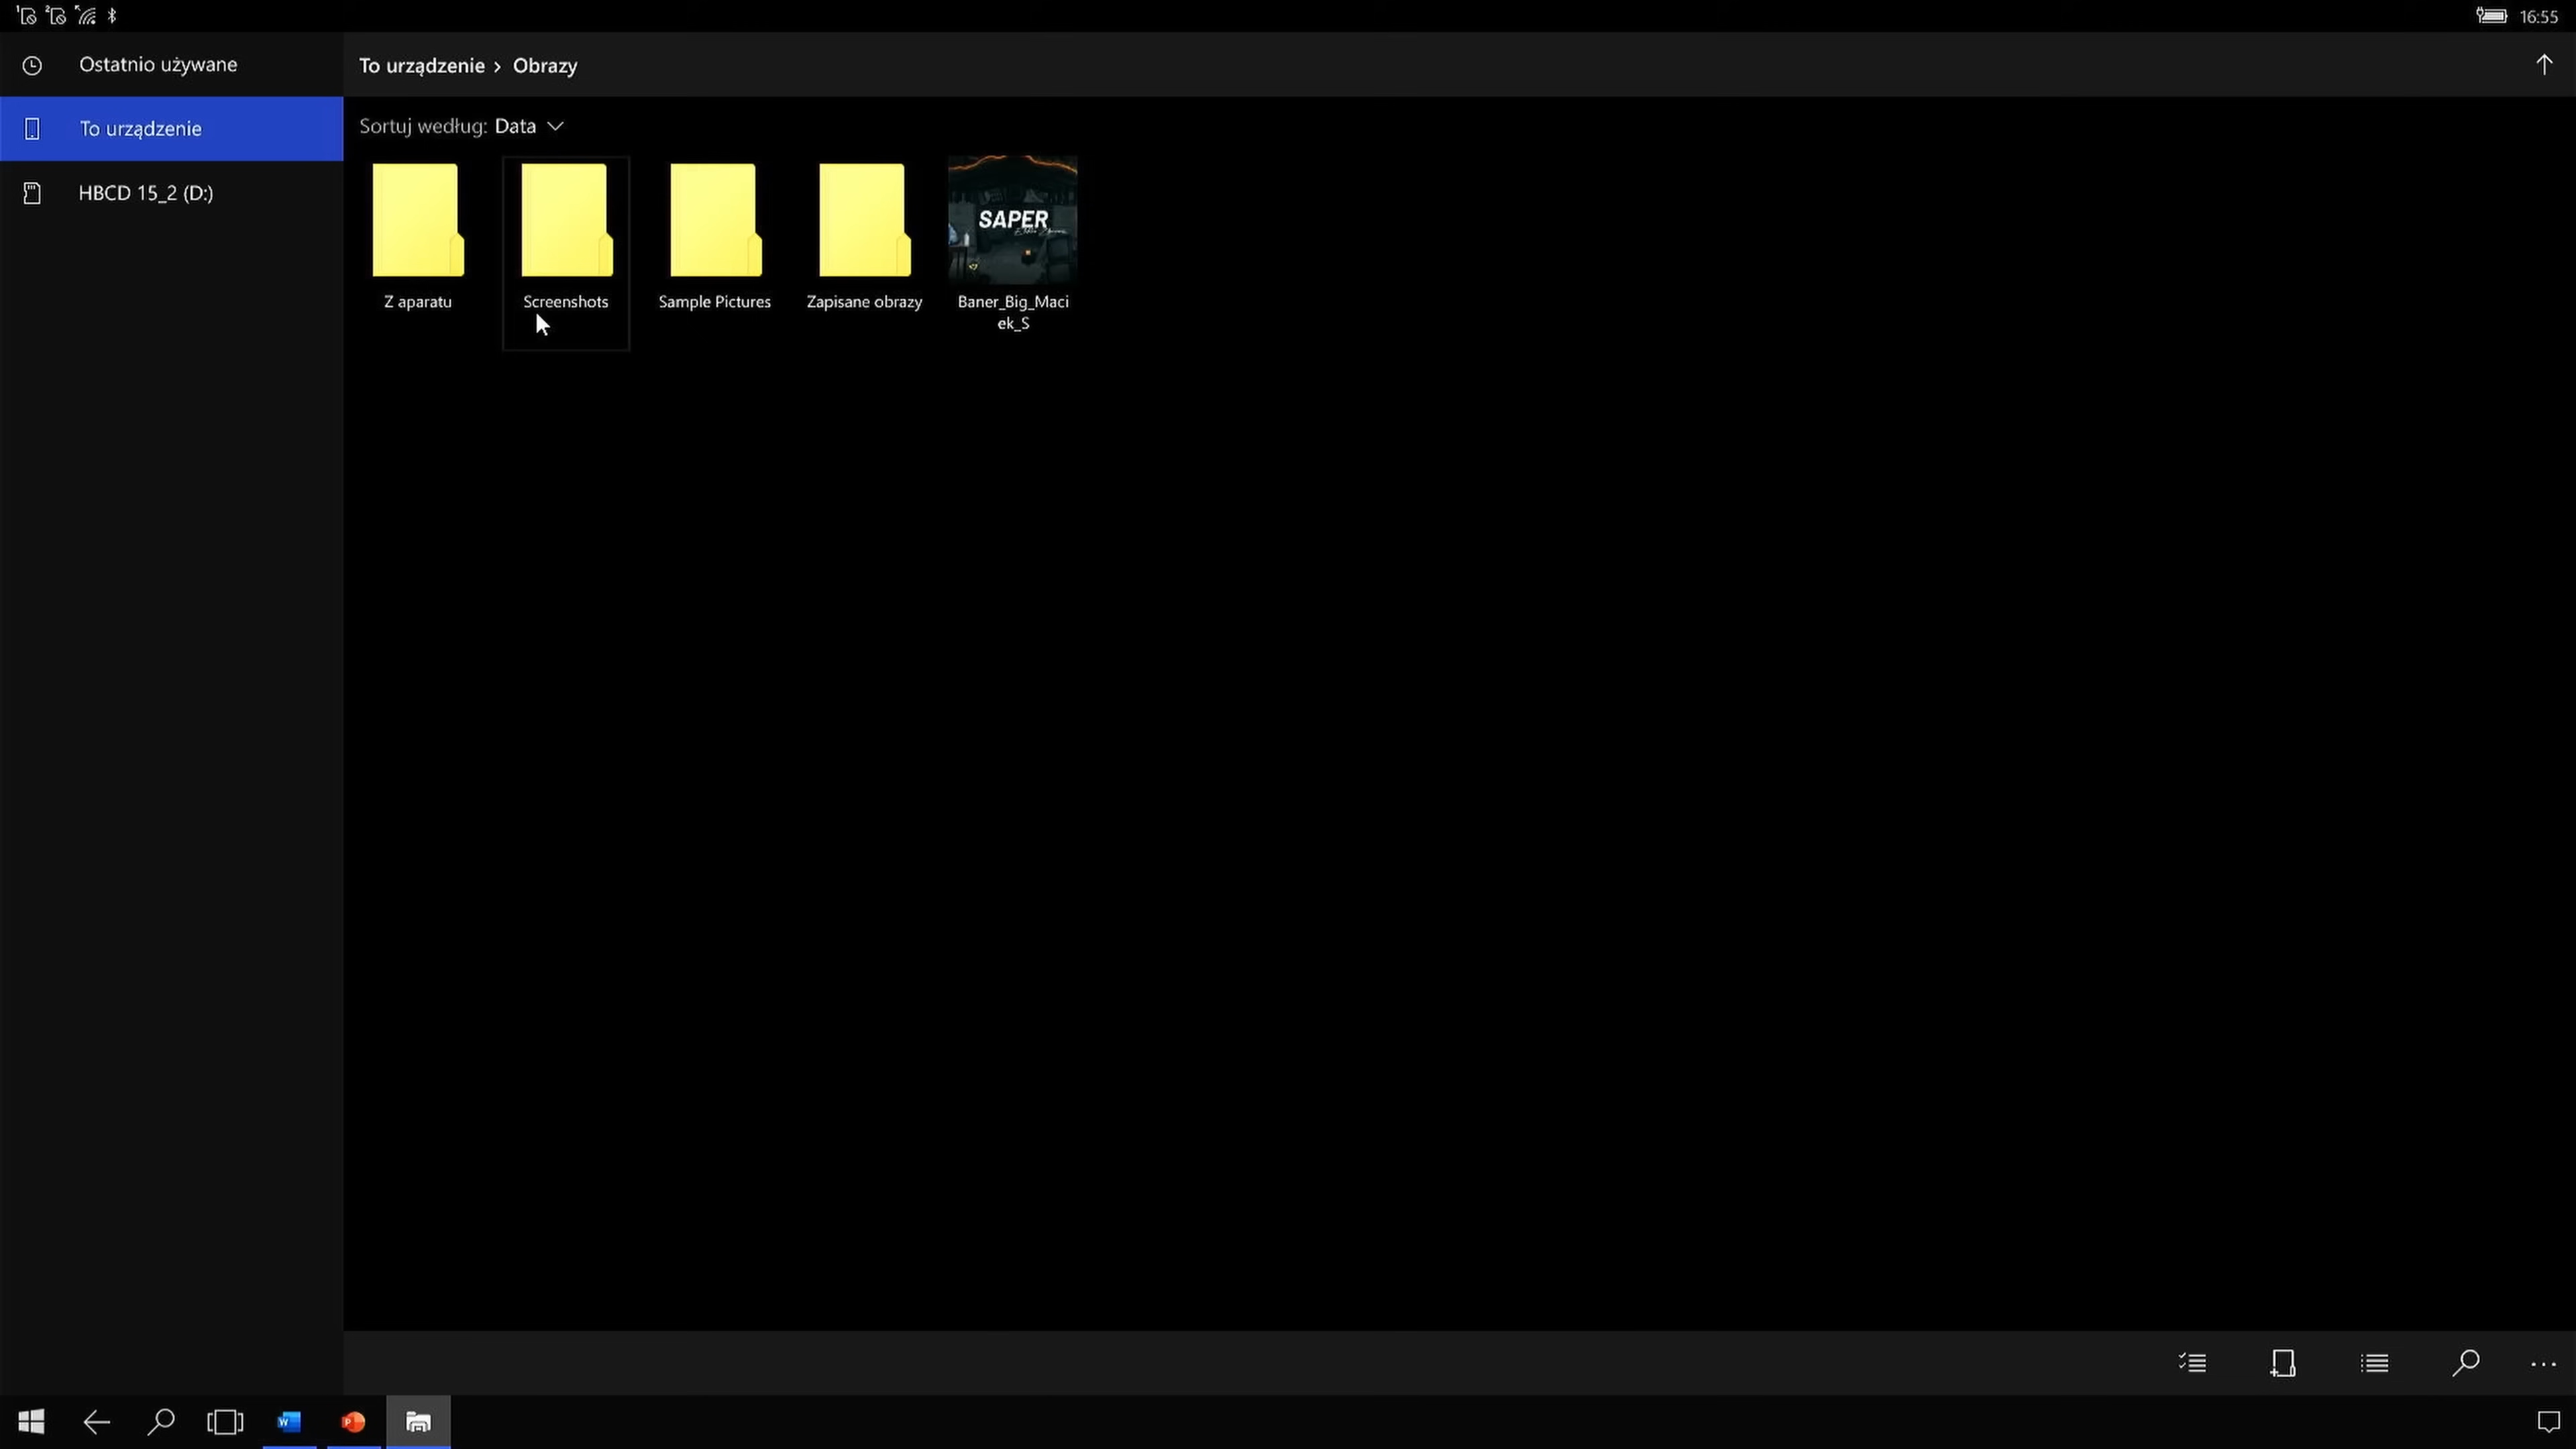 16:55
Ostatnio używane
To urządzenie
HBCD 15_2 (D:)
To urządzenie › Obrazy
Sortuj według: Data
Z aparatu
Screenshots
Sample Pictures
Zapisane obrazy
SAPER
Baner_Big_Maci
ek_S